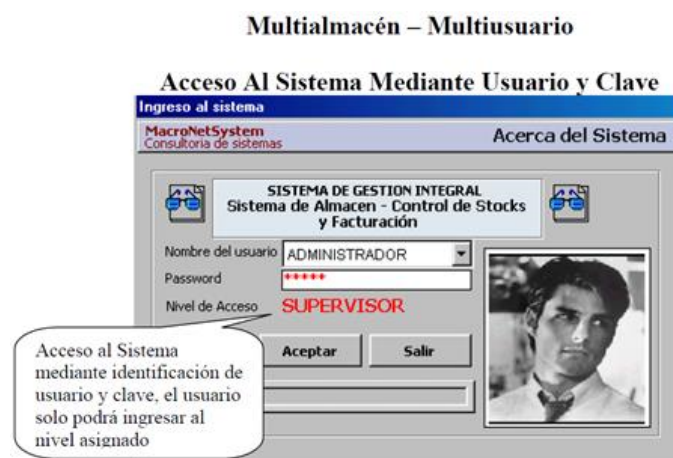 Multialmacén – Multiusuario
Acceso Al Sistema Mediante Usuario y Clave
Ingreso al sistema
MacroNetSystem
Consultoria de sistemas
Acerca del Sistema
SISTEMA DE GESTION INTEGRAL
Sistema de Almacen - Control de Stocks
y Facturación
Nombre del usuario ADMINISTRADOR
Password *****
Nivel de Acceso SUPERVISOR
Aceptar Salir
Acceso al Sistema
mediante identificación de
usuario y clave, el usuario
solo podrá ingresar al
nivel asignado